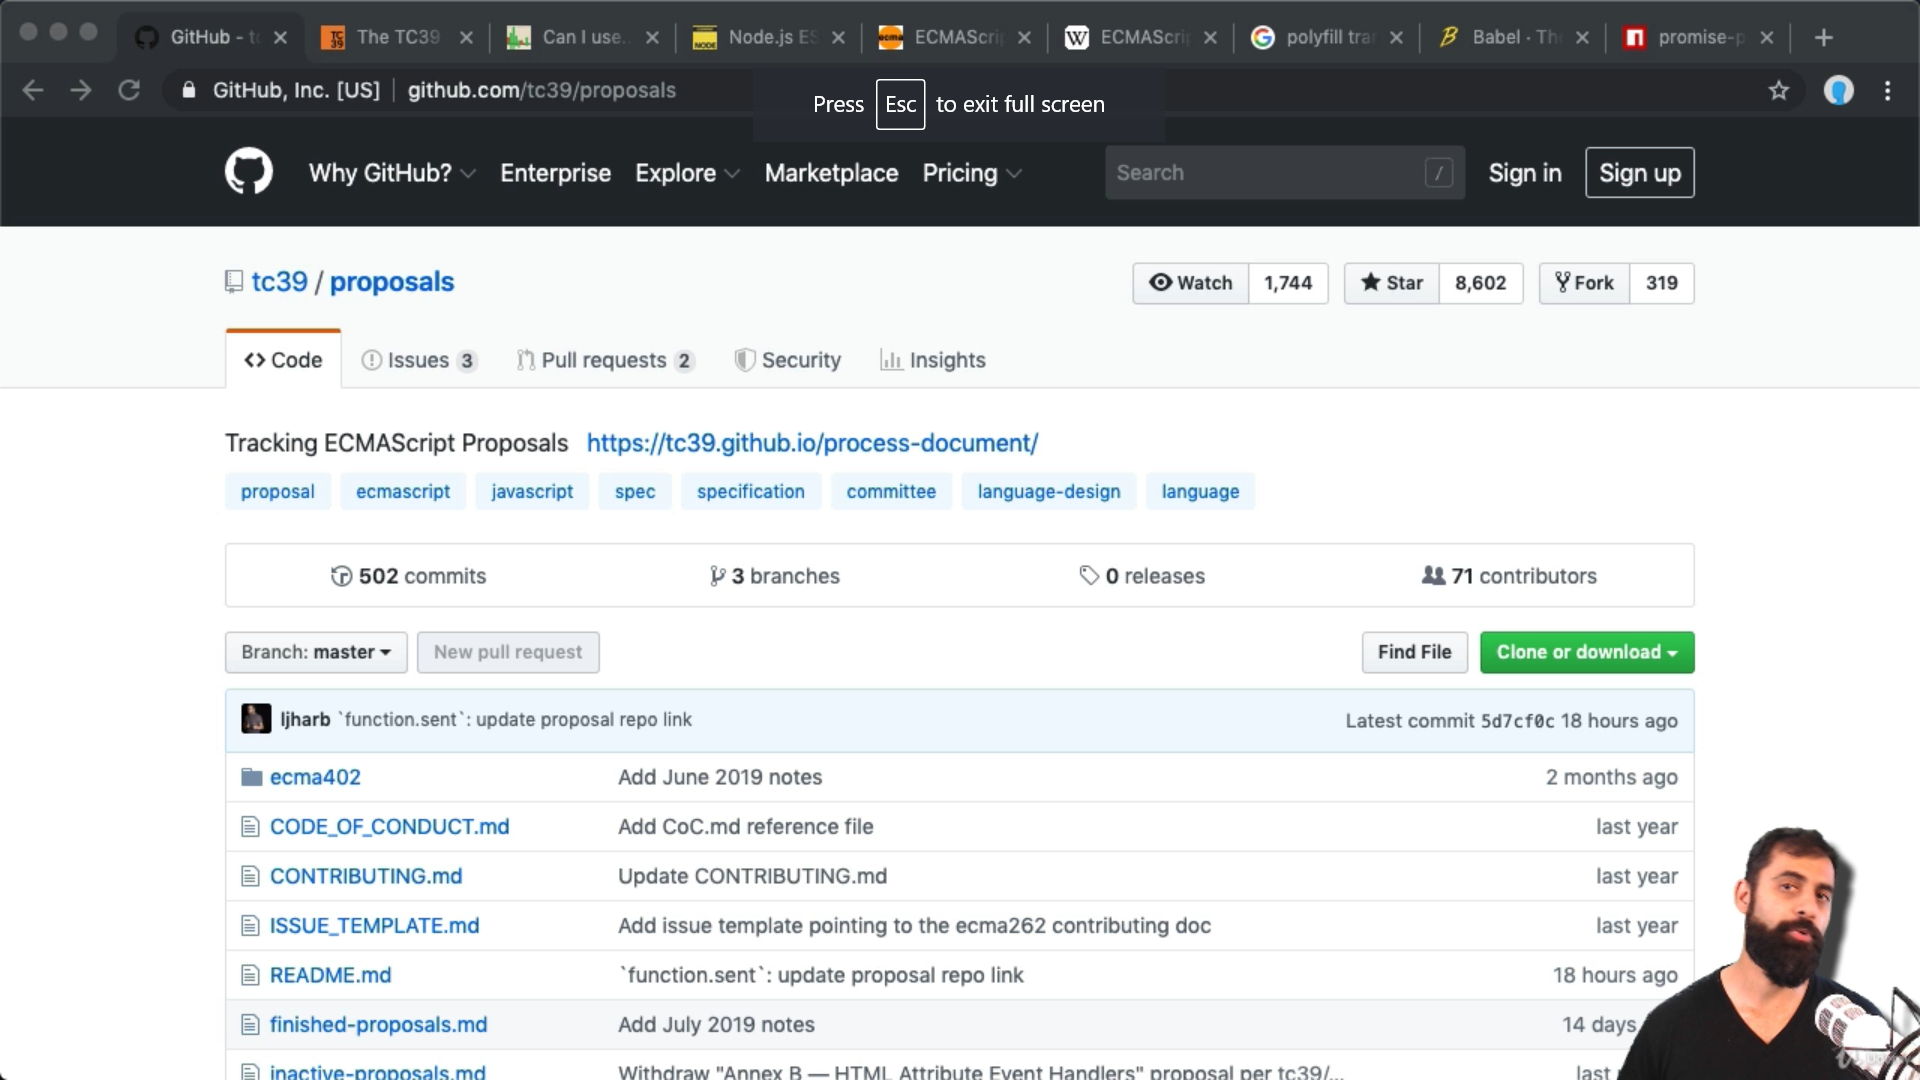 GitHub - tc
The TC39
Can I use..
Node.js ES
ECMAScri
ECMAScri
polyfill tra
Babel · Th
promise-p
GitHub, Inc. [US] github.com/tc39/proposals
Press Esc to exit full screen
Why GitHub? Enterprise Explore Marketplace Pricing Search / Sign in Sign up
tc39 / proposals
Watch 1,744 Star 8,602 Fork 319
Code Issues 3 Pull requests 2 Security Insights
Tracking ECMAScript Proposals https://tc39.github.io/process-document/
proposal ecmascript javascript spec specification committee language-design language
502 commits 3 branches 0 releases 71 contributors
Branch: master New pull request Find File Clone or download
ljharb `function.sent`: update proposal repo link Latest commit 5d7cf0c 18 hours ago
ecma402 Add June 2019 notes 2 months ago
CODE_OF_CONDUCT.md Add CoC.md reference file last year
CONTRIBUTING.md Update CONTRIBUTING.md last year
ISSUE_TEMPLATE.md Add issue template pointing to the ecma262 contributing doc last year
README.md `function.sent`: update proposal repo link 18 hours ago
finished-proposals.md Add July 2019 notes 14 days
inactive-proposals.md Withdraw "Annex B — HTML Attribute Event Handlers" proposal per tc39/... last